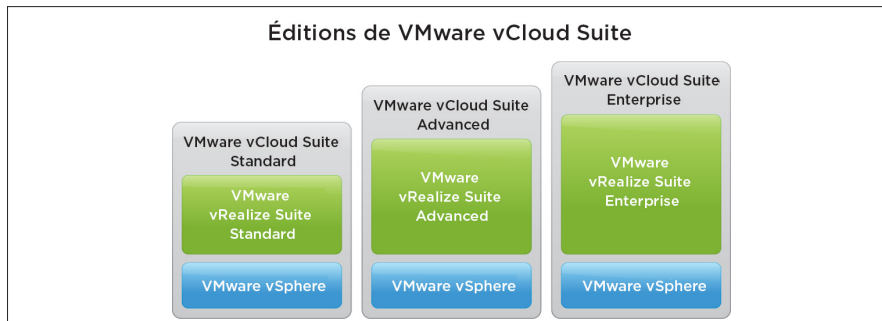 Éditions de VMware vCloud Suite
VMware vCloud Suite
Standard
VMware
vRealize Suite
Standard
VMware vSphere
VMware vCloud Suite
Advanced
VMware
vRealize Suite
Advanced
VMware vSphere
VMware vCloud Suite
Enterprise
VMware
vRealize Suite
Enterprise
VMware vSphere